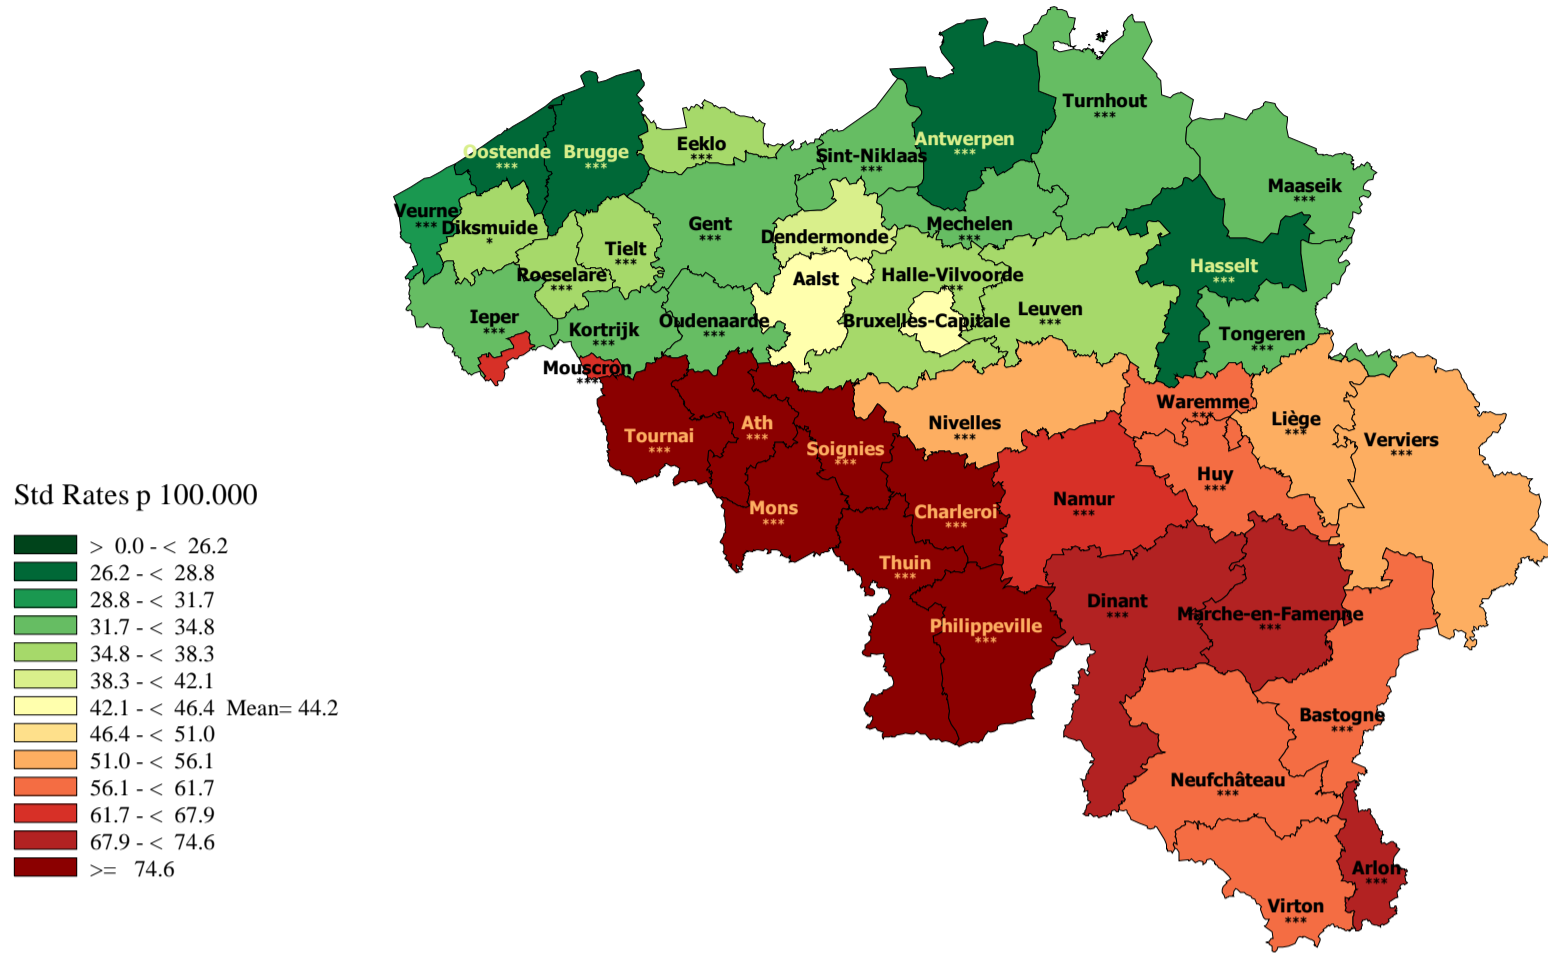 Turnhout
***
Antwerpen
***
Eeklo
***
Oostende
***
Brugge
***
Sint-Niklaas
***
Maaseik
***
Veurne
***
Diksmuide
*
Gent
***
Mechelen
***
Dendermonde
*
Tielt
***
Roeselare
***
Aalst
Halle-Vilvoorde
***
Hasselt
***
Ieper
***
Kortrijk
***
Oudenaarde
***
Bruxelles-Capitale
Leuven
***
Tongeren
***
Mouscron
***
Waremme
***
Tournai
***
Ath
***
Soignies
***
Nivelles
***
Liège
***
Verviers
***
Huy
***
Mons
***
Charleroi
***
Namur
***
Thuin
***
Philippeville
***
Dinant
***
Marche-en-Famenne
***
Bastogne
***
Neufchâteau
***
Arlon
***
Virton
***
Std Rates p 100.000
> 0.0 - < 26.2
26.2 - < 28.8
28.8 - < 31.7
31.7 - < 34.8
34.8 - < 38.3
38.3 - < 42.1
42.1 - < 46.4 Mean= 44.2
46.4 - < 51.0
51.0 - < 56.1
56.1 - < 61.7
61.7 - < 67.9
67.9 - < 74.6
>= 74.6